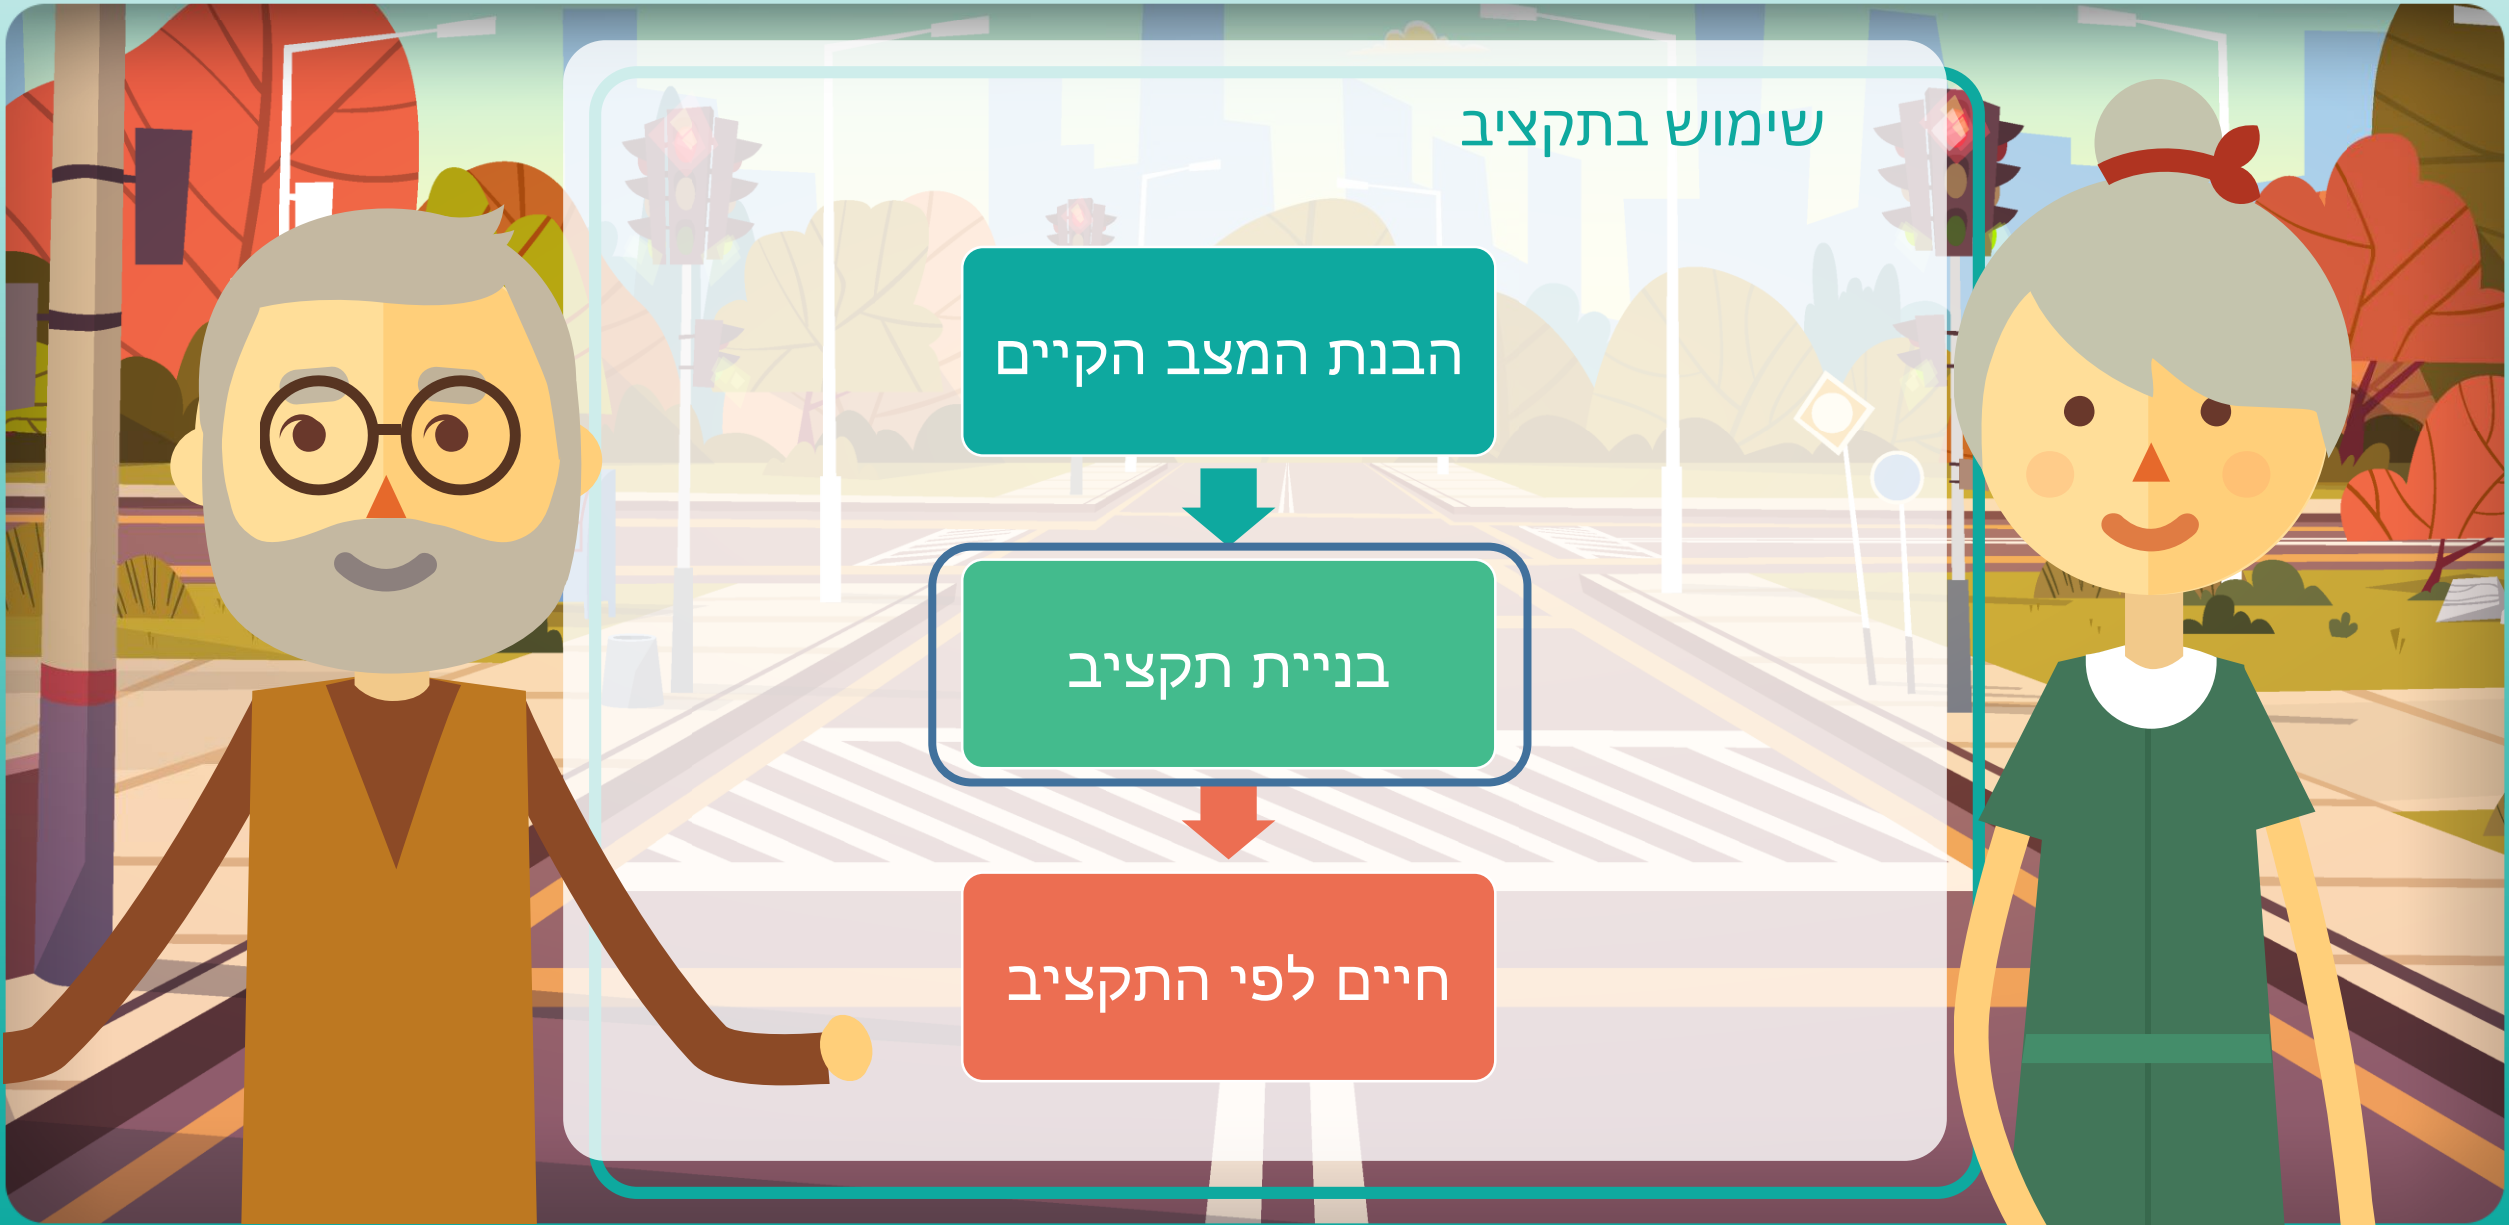 שימוש בתקציב
הבנת המצב הקיים
בניית תקציב
חיים לפי התקציב